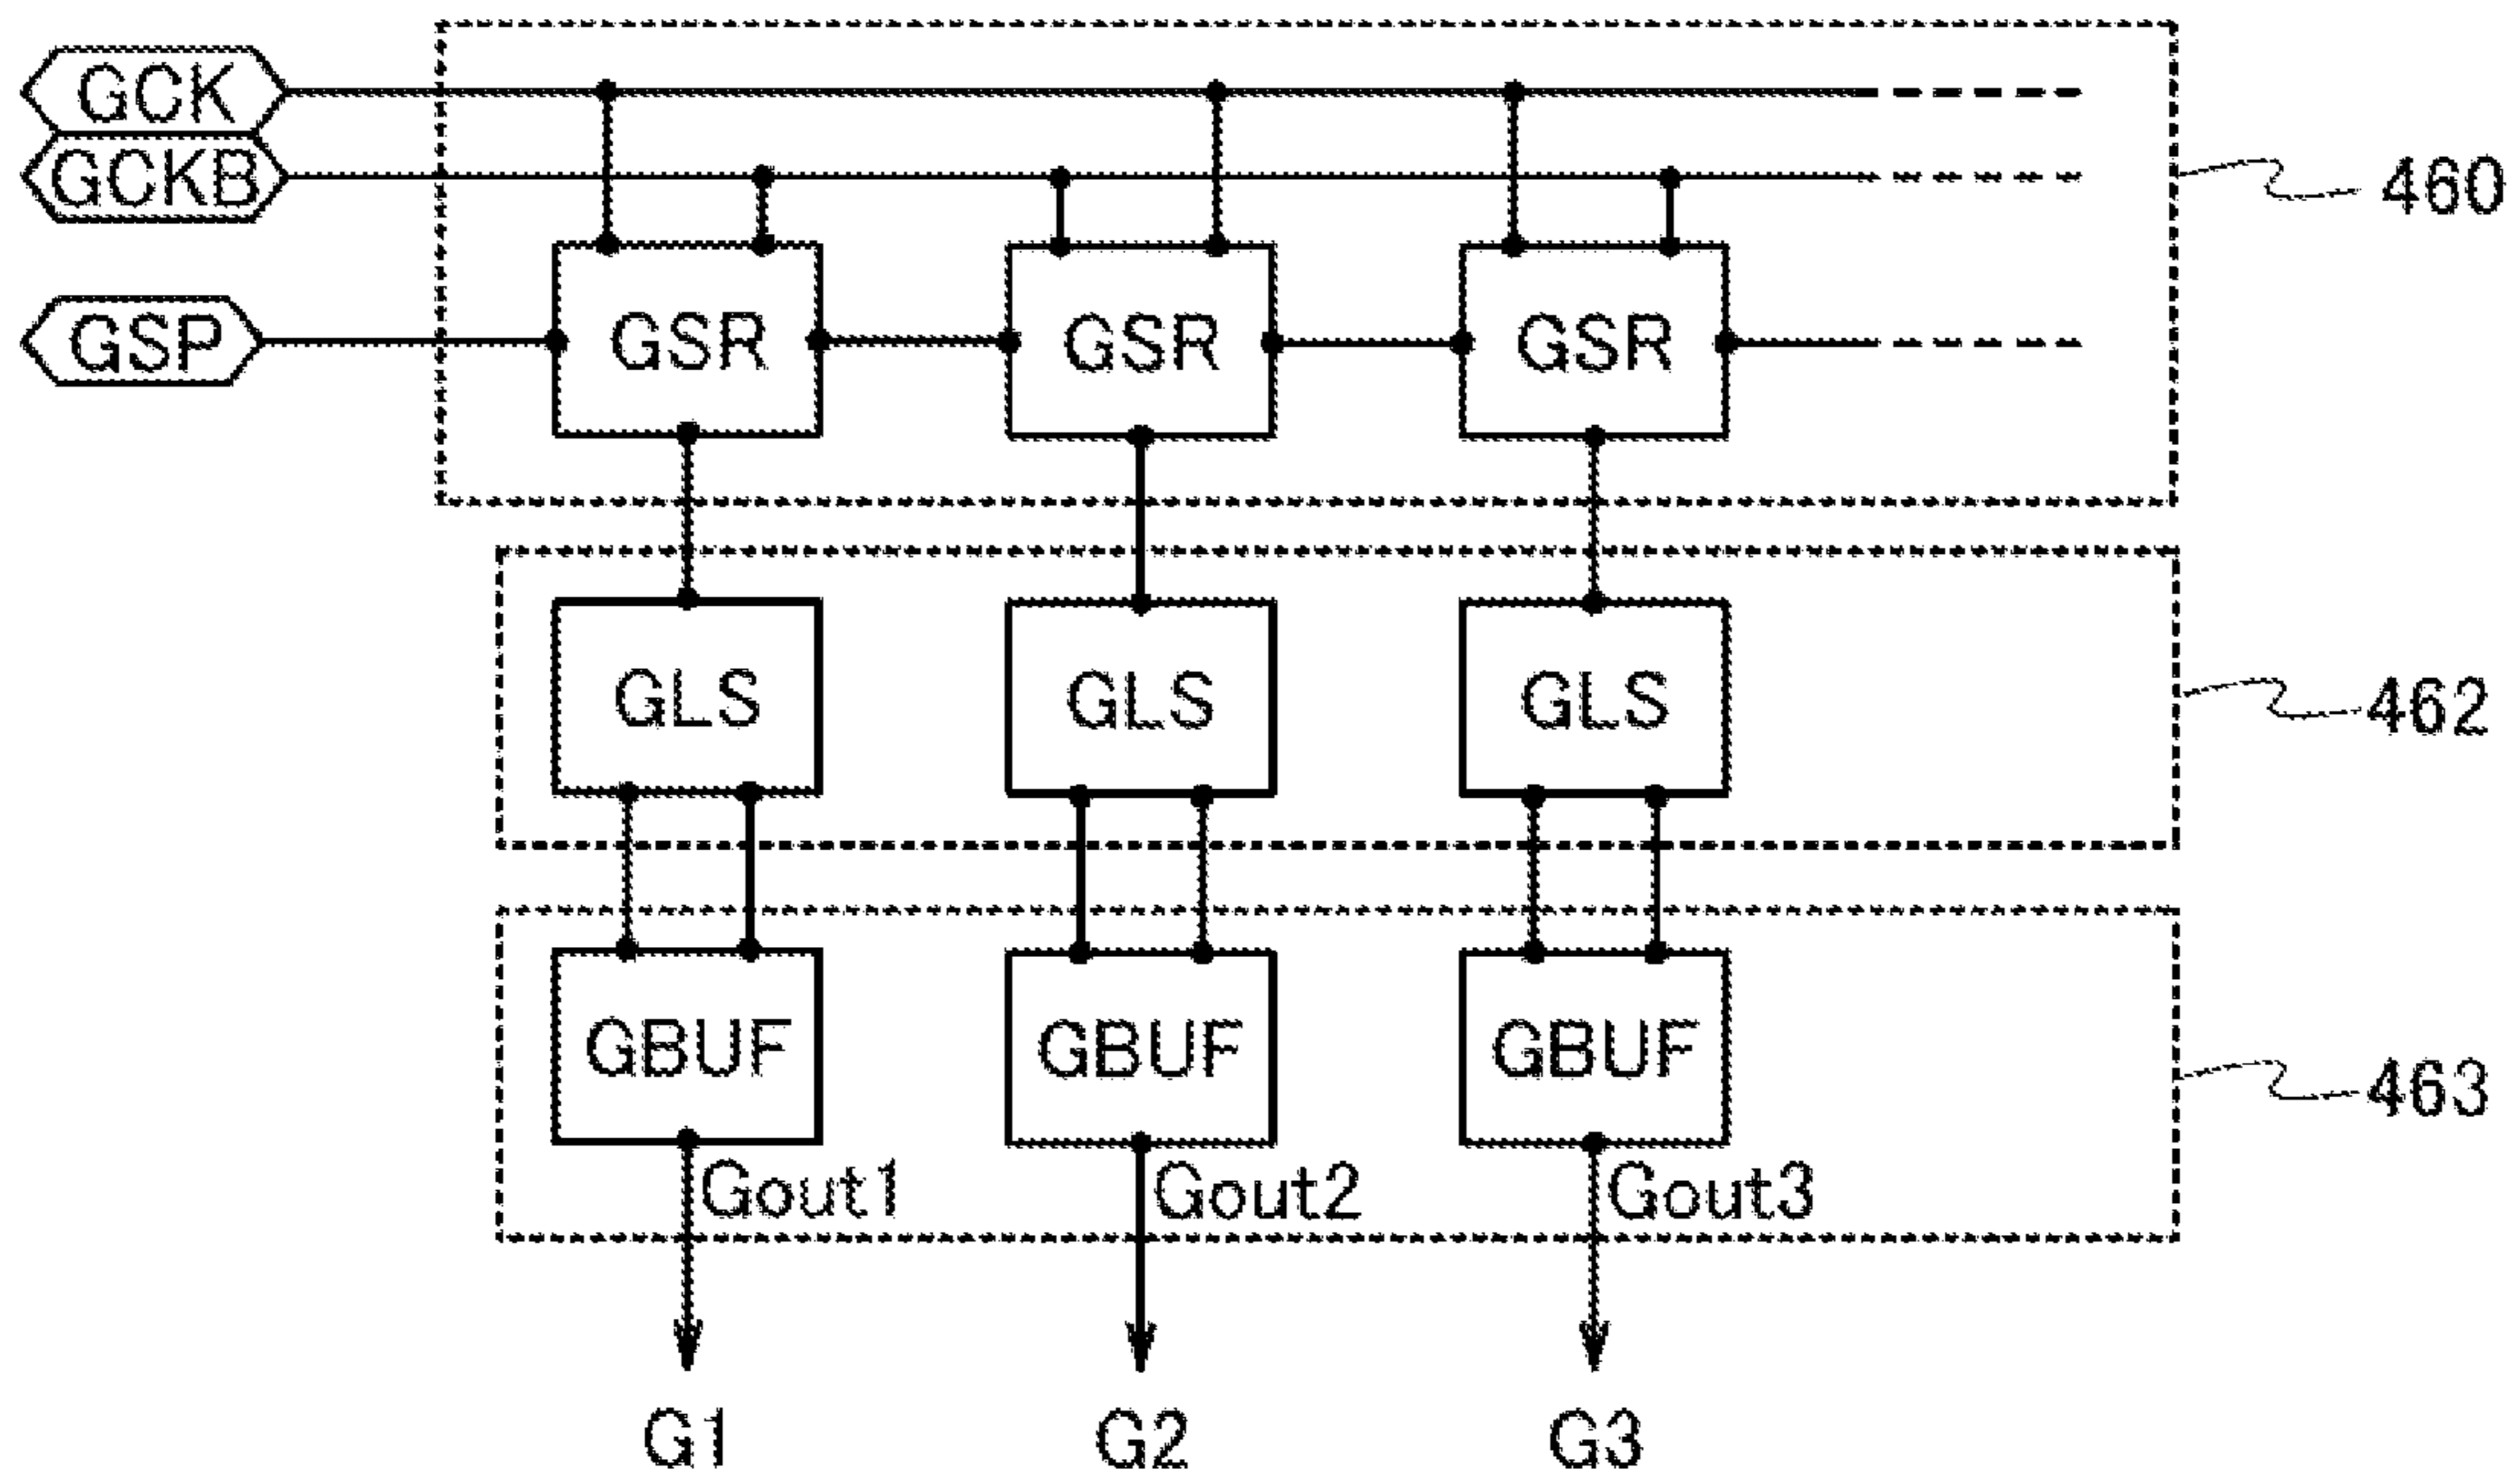 GCK
GCKB
460
GSP
GSR GSR GSR
GLS GLS GLS
462
GBUF GBUF GBUF
463
Gout1 Gout2 Gout3
G1 G2 G3